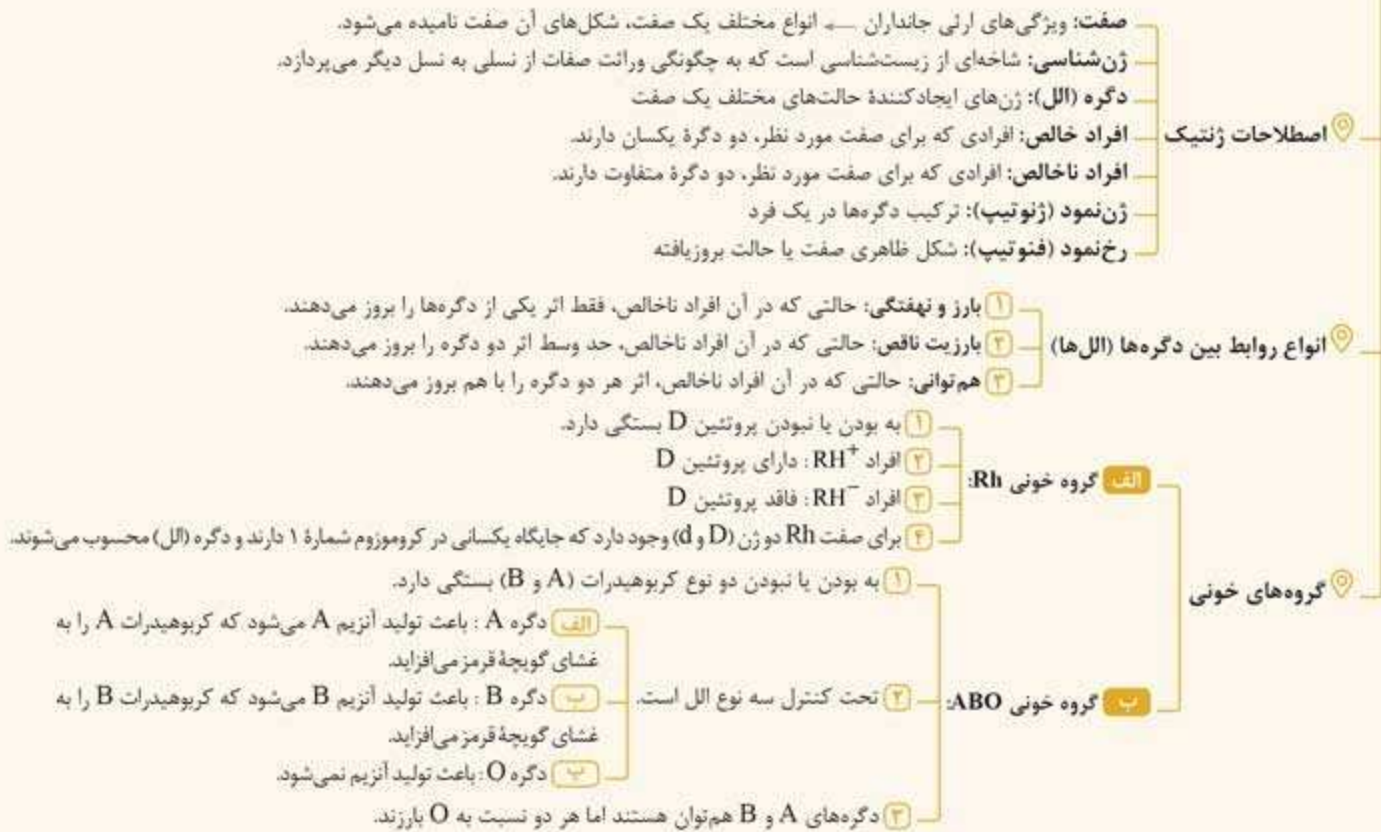 اصطلاحات ژنتیک
صفت: ویژگی‌های ارثی جانداران ← انواع مختلف یک صفت، شکل‌های آن صفت نامیده می‌شود.
ژن‌شناسی: شاخه‌ای از زیست‌شناسی است که به چگونگی وراثت صفات از نسلی به نسل دیگر می‌پردازد.
دگره (الل): ژن‌های ایجادکنندهٔ حالت‌های مختلف یک صفت
افراد خالص: افرادی که برای صفت مورد نظر، دو دگرهٔ یکسان دارند.
افراد ناخالص: افرادی که برای صفت مورد نظر، دو دگرهٔ متفاوت دارند.
ژن‌نمود (ژنوتیپ): ترکیب دگره‌ها در یک فرد
رخ‌نمود (فنوتیپ): شکل ظاهری صفت یا حالت بروزیافته
انواع روابط بین دگره‌ها (الل‌ها)
۱ بارز و نهفتگی: حالتی که در آن افراد ناخالص، فقط اثر یکی از دگره‌ها را بروز می‌دهند.
۲ بارزیت ناقص: حالتی که در آن افراد ناخالص، حد وسط اثر دو دگره را بروز می‌دهند.
۳ هم‌توانی: حالتی که در آن افراد ناخالص، اثر هر دو دگره را با هم بروز می‌دهند.
گروه‌های خونی
الف گروه خونی Rh:
۱ به بودن یا نبودن پروتئین D بستگی دارد.
۲ افراد RH⁺: دارای پروتئین D
۳ افراد RH⁻: فاقد پروتئین D
۴ برای صفت Rh دو ژن (D و d) وجود دارد که جایگاه یکسانی در کروموزوم شمارهٔ ۱ دارند و دگره (الل) محسوب می‌شوند.
ب گروه خونی ABO:
۱ به بودن یا نبودن دو نوع کربوهیدرات (A و B) بستگی دارد.
۲ تحت کنترل سه نوع الل است.
الف دگره A : باعث تولید آنزیم A می‌شود که کربوهیدرات A را به
غشای گویچهٔ قرمز می‌افزاید.
ب دگره B : باعث تولید آنزیم B می‌شود که کربوهیدرات B را به
غشای گویچهٔ قرمز می‌افزاید.
پ دگره O : باعث تولید آنزیم نمی‌شود.
۳ دگره‌های A و B هم‌توان هستند اما هر دو نسبت به O بارزند.